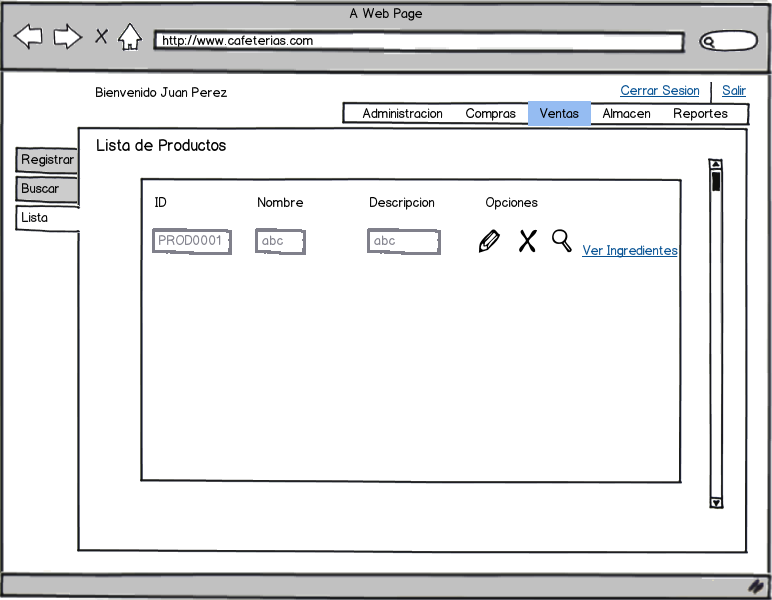 A Web Page
http://www.cafeterias.com
Bienvenido Juan Perez
Cerrar Sesion
Salir
Administracion Compras Ventas Almacen Reportes
Registrar
Buscar
Lista
Lista de Productos
ID Nombre Descripcion Opciones
PROD0001 abc abc Ver Ingredientes